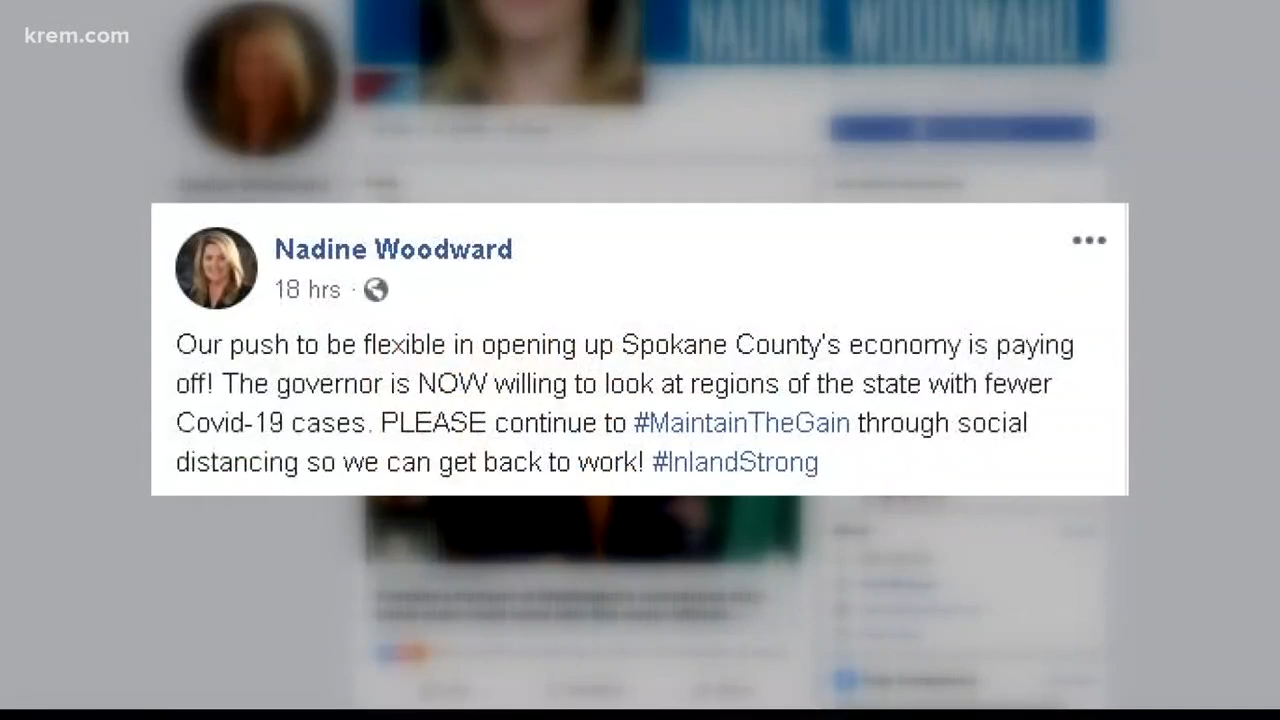 krem.com
NADINE WOODWARD
Nadine Woodward
18 hrs ·
Our push to be flexible in opening up Spokane County's economy is paying
off! The governor is NOW willing to look at regions of the state with fewer
Covid-19 cases. PLEASE continue to #MaintainTheGain through social
distancing so we can get back to work! #InlandStrong